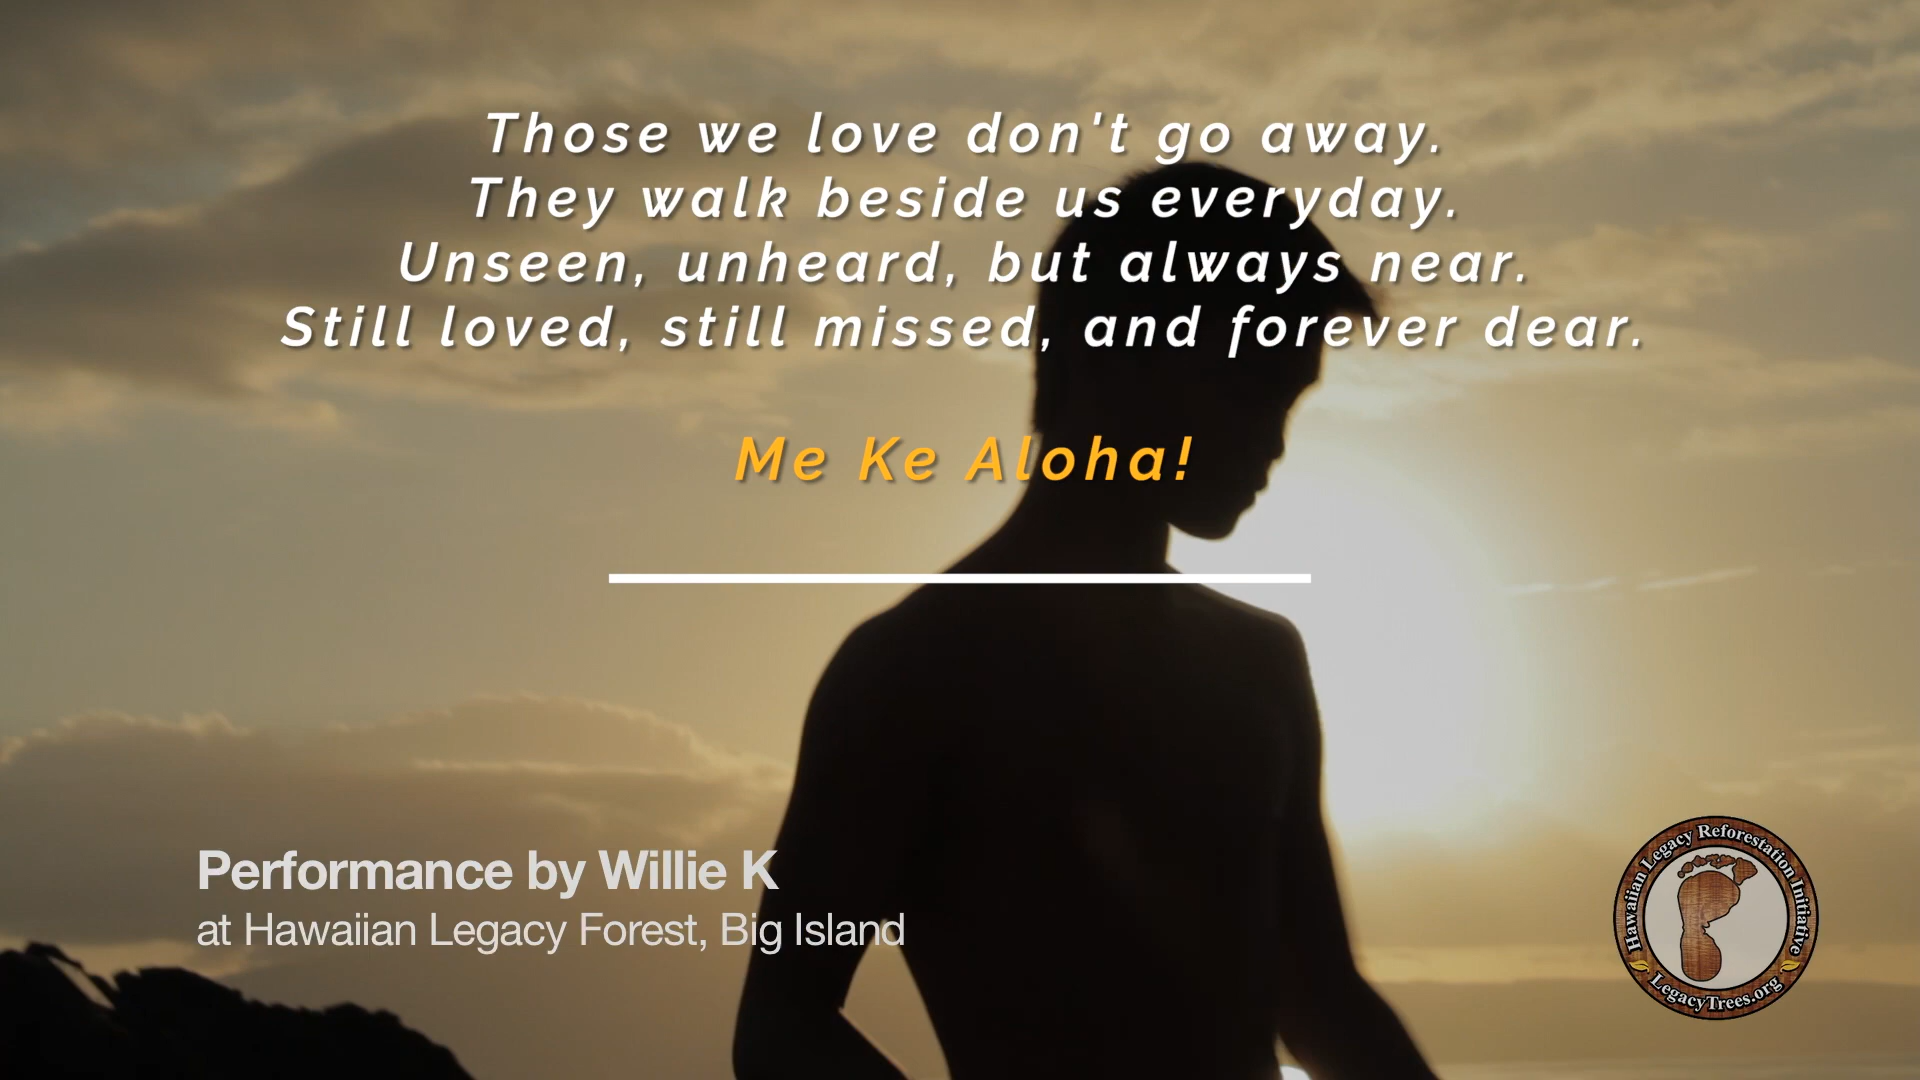 Those we love don't go away.
They walk beside us everyday.
Unseen, unheard, but always near.
Still loved, still missed, and forever dear.
Me Ke Aloha!
Performance by Willie K
at Hawaiian Legacy Forest, Big Island
Hawaiian Legacy Reforestation Initiative
LegacyTrees.org